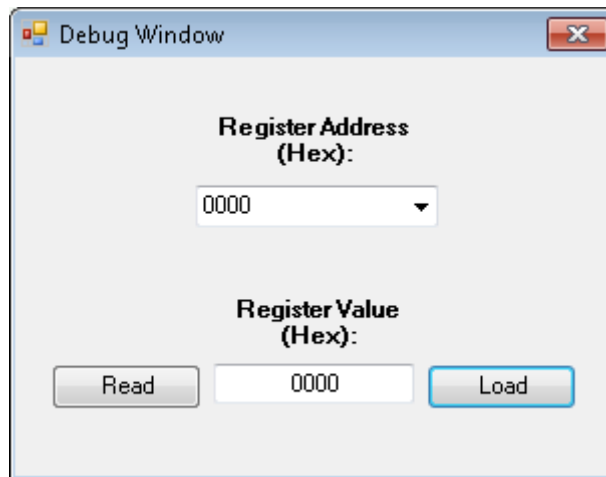 Debug Window
Register Address
(Hex):
0000
Register Value
(Hex):
Read 0000 Load